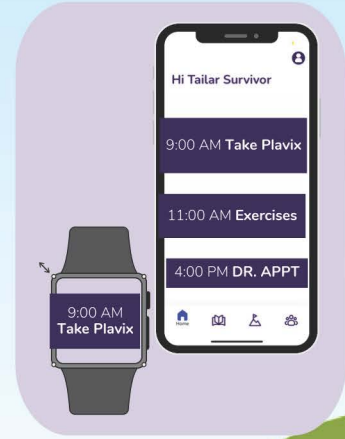 Hi Tailar Survivor
9:00 AM Take Plavix
11:00 AM Exercises
4:00 PM DR. APPT
Home
9:00 AM
Take Plavix